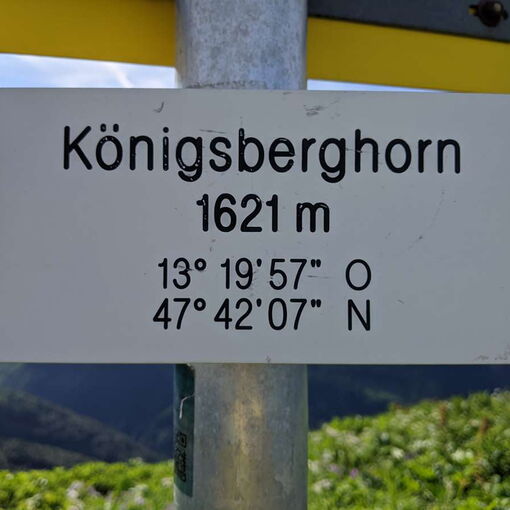 Königsberghorn
1621 m
13° 19'57" O
47° 42'07" N